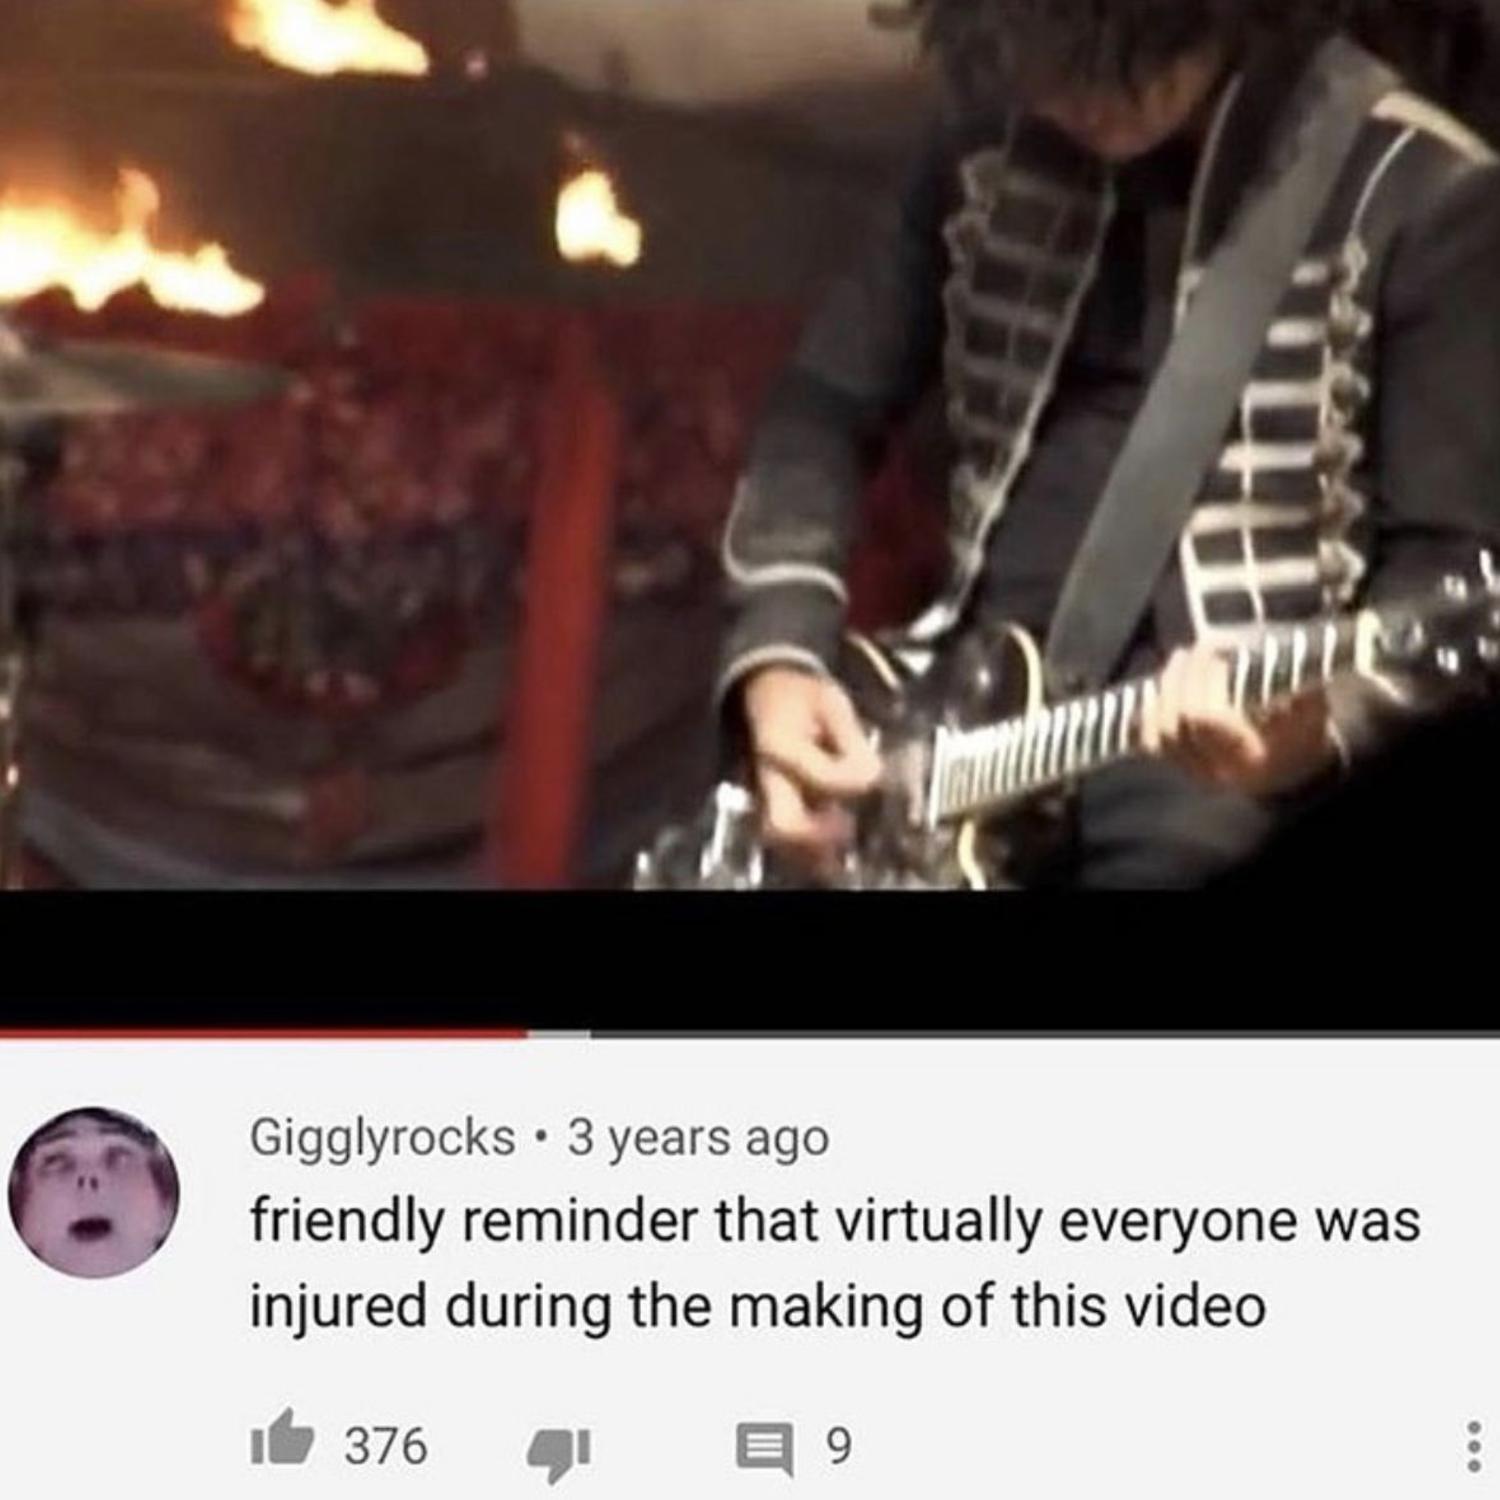 Gigglyrocks • 3 years ago
friendly reminder that virtually everyone was
injured during the making of this video
376
9